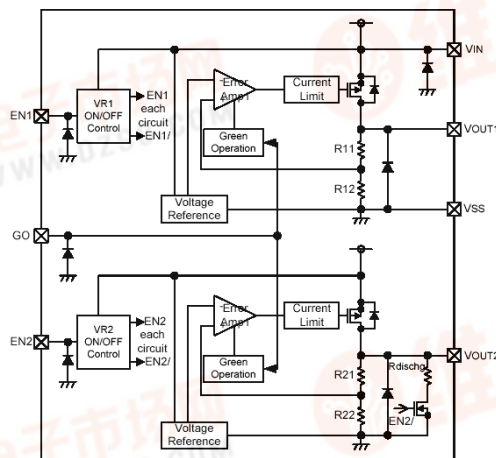 VIN
EN1
VR1
ON/OFF
Control
EN1
each
circuit
EN1/
Error
Amp1
Current
Limit
Green
Operation
VOUT1
R11
R12
Voltage
Reference
VSS
GO
EN2
VR2
ON/OFF
Control
EN2
each
circuit
EN2/
Error
Amp1
Current
Limit
Green
Operation
VOUT2
R21
Rdischg
R22
EN2/
Voltage
Reference